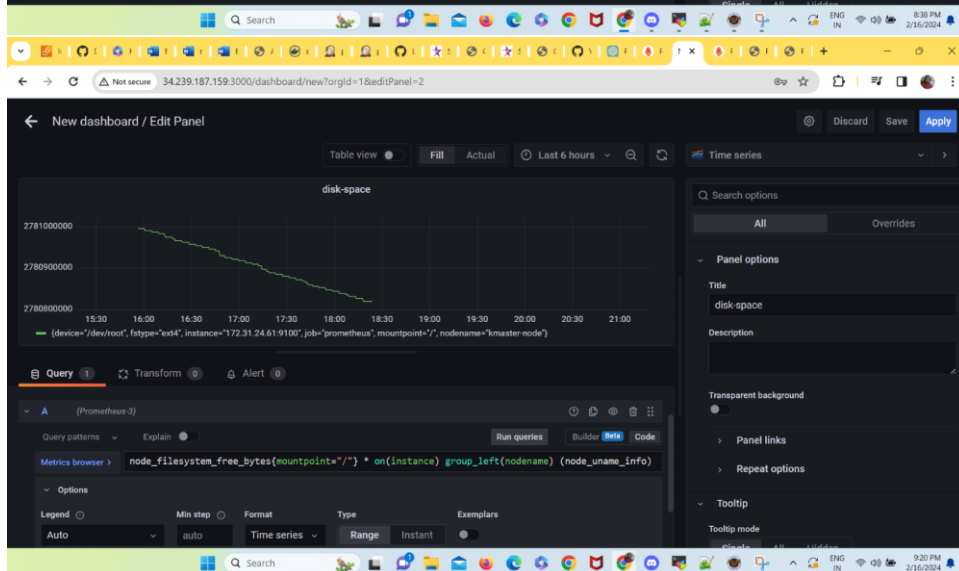 Search
ENG
IN
8:38 PM
2/16/2024
Not secure 34.239.187.159:3000/dashboard/new?orgId=1&editPanel=2
New dashboard / Edit Panel
Discard Save Apply
Table view Fill Actual Last 6 hours Time series
disk-space
Search options
All Overrides
2781000000
2780900000
2780800000
15:30 16:00 16:30 17:00 17:30 18:00 18:30 19:00 19:30 20:00 20:30 21:00
{device="/dev/root", fstype="ext4", instance="172.31.24.61:9100", job="prometheus", mountpoint="/", nodename="kmaster-node"}
Panel options
Title
disk-space
Description
Transparent background
Panel links
Repeat options
Tooltip
Tooltip mode
Query 1 Transform 0 Alert 0
A (Prometheus-3)
Query patterns Explain Run queries Builder Beta Code
Metrics browser > node_filesystem_free_bytes{mountpoint="/"} * on(instance) group_left(nodename) (node_uname_info)
Options
Legend Min step Format Type Exemplars
Auto auto Time series Range Instant
Single All Hidden
Search
ENG
IN
9:20 PM
2/16/2024